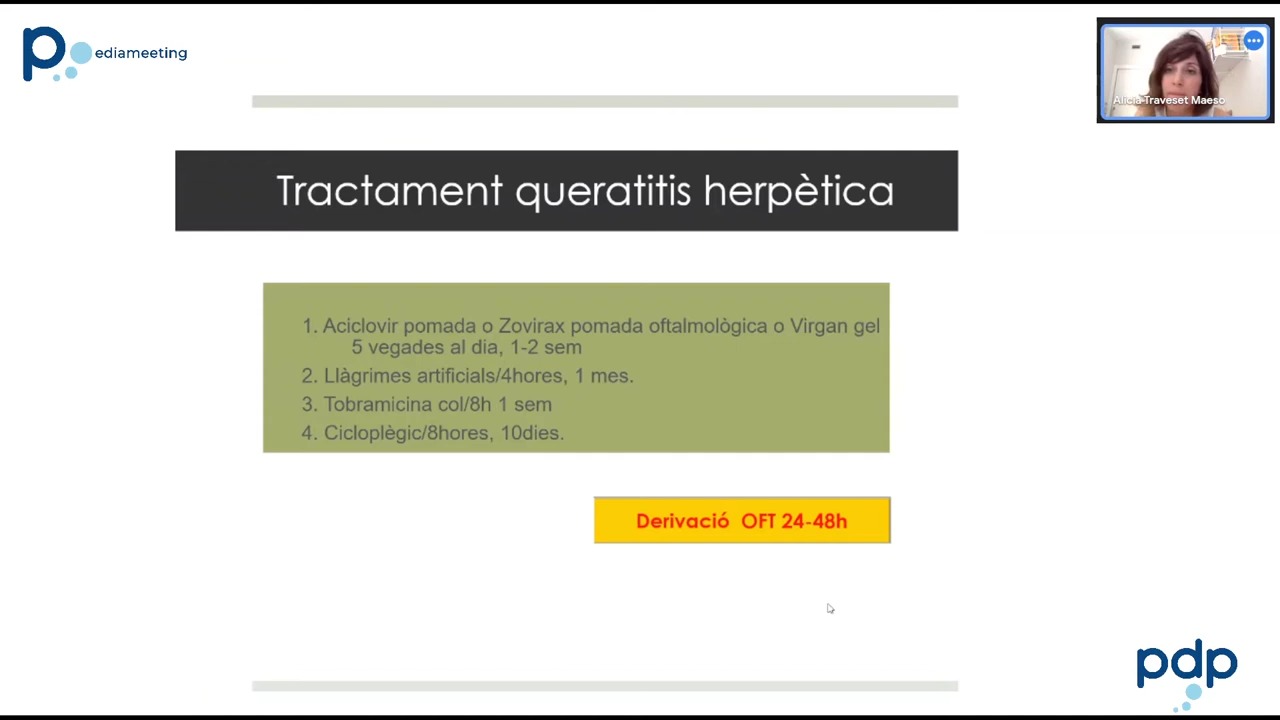 pediameeting
Alicia Traveset Maeso
Tractament queratitis herpètica
1. Aciclovir pomada o Zovirax pomada oftalmològica o Virgan gel
5 vegades al dia, 1-2 sem
2. Llàgrimes artificials/4hores, 1 mes.
3. Tobramicina col/8h 1 sem
4. Cicloplègic/8hores, 10dies.
Derivació OFT 24-48h
pdp